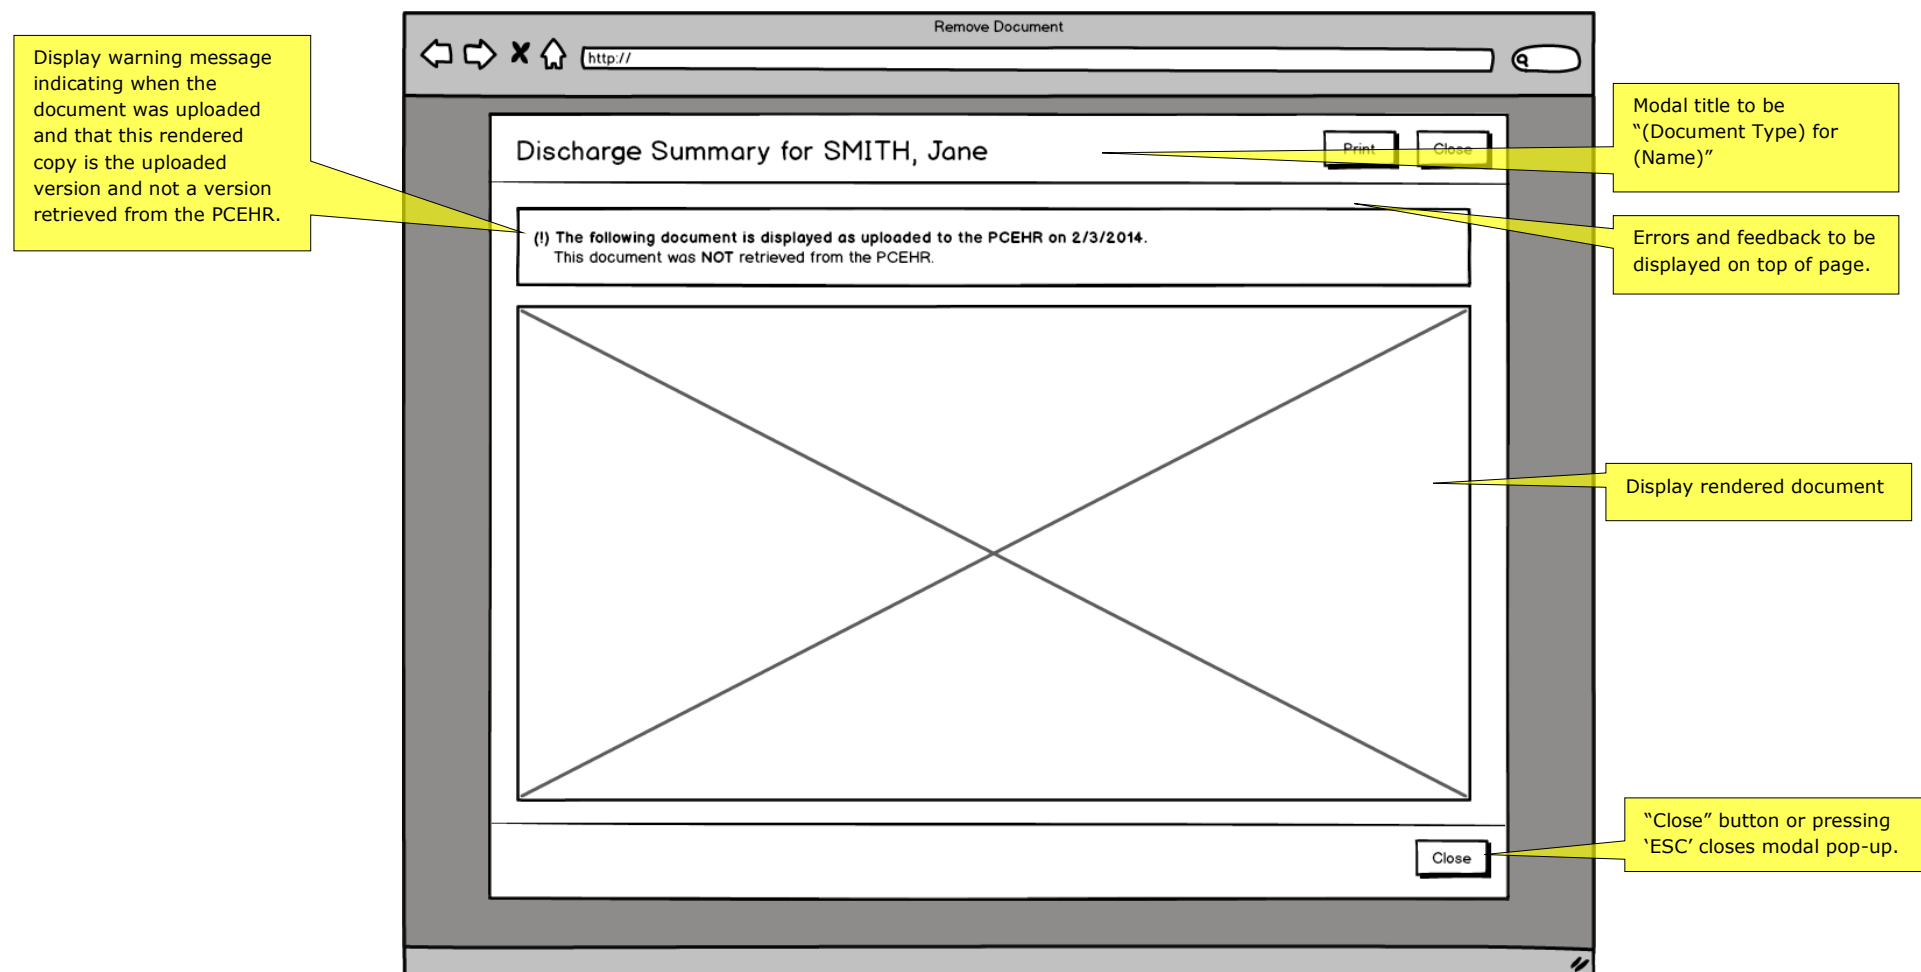 Remove Document
http://
Display warning message
indicating when the
document was uploaded
and that this rendered
copy is the uploaded
version and not a version
retrieved from the PCEHR.
Discharge Summary for SMITH, Jane
Print
Close
Modal title to be
“(Document Type) for
(Name)”
(!) The following document is displayed as uploaded to the PCEHR on 2/3/2014.
This document was NOT retrieved from the PCEHR.
Errors and feedback to be
displayed on top of page.
Display rendered document
Close
“Close” button or pressing
‘ESC’ closes modal pop-up.